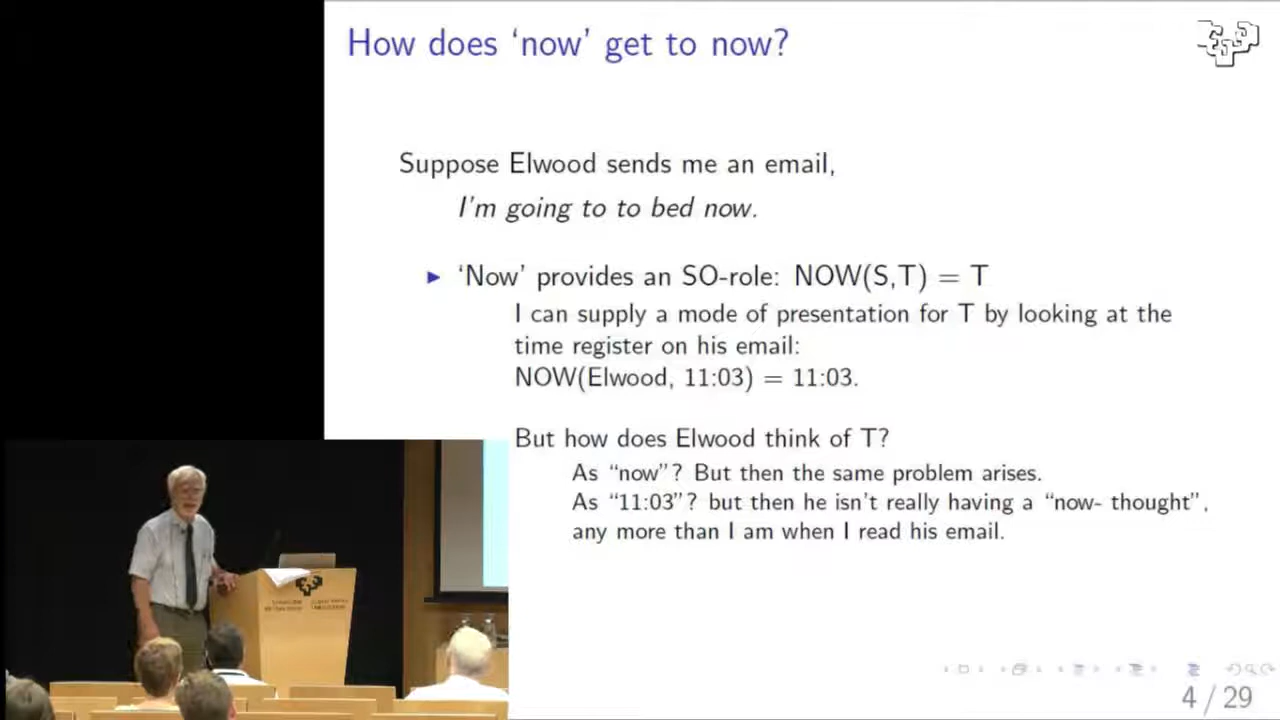 How does ‘now’ get to now?
Suppose Elwood sends me an email,
I'm going to to bed now.
‘Now’ provides an SO-role: NOW(S,T) = T
I can supply a mode of presentation for T by looking at the
time register on his email:
NOW(Elwood, 11:03) = 11:03.
But how does Elwood think of T?
As “now”? But then the same problem arises.
As “11:03”? but then he isn't really having a “now- thought”,
any more than I am when I read his email.
4 / 29